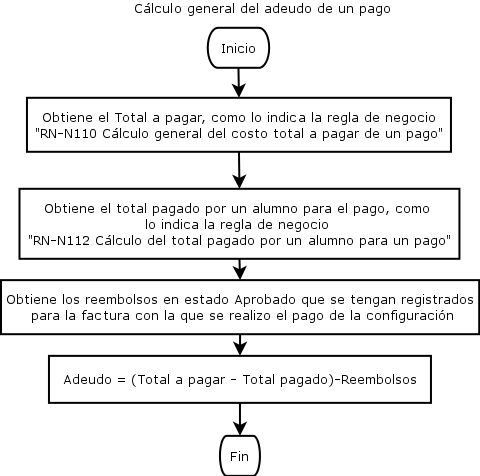 Cálculo general del adeudo de un pago
Inicio
Obtiene el Total a pagar, como lo indica la regla de negocio
"RN-N110 Cálculo general del costo total a pagar de un pago"
Obtiene el total pagado por un alumno para el pago, como
lo indica la regla de negocio
"RN-N112 Cálculo del total pagado por un alumno para un pago"
Obtiene los reembolsos en estado Aprobado que se tengan registrados
para la factura con la que se realizo el pago de la configuración
Adeudo = (Total a pagar - Total pagado)-Reembolsos
Fin